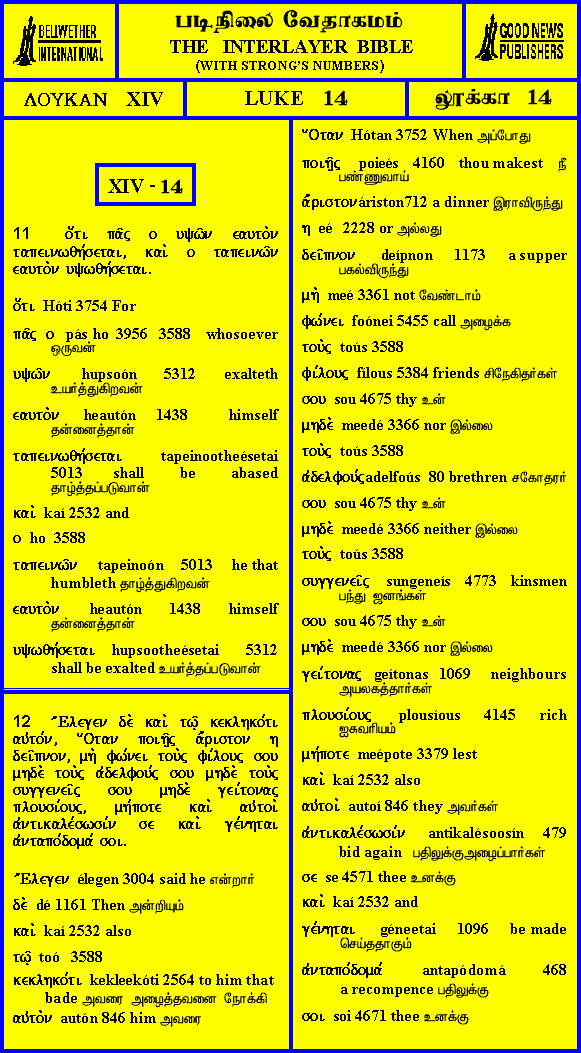 BELLWETHER
INTERNATIONAL
படிநிலை வேதாகமம்
THE INTERLAYER BIBLE
(WITH STRONG'S NUMBERS)
GOOD NEWS
PUBLISHERS
ΛΟΥΚΑΝ XIV
LUKE 14
லூக்கா 14
XIV - 14
11 ὅτι πᾶς ο υψῶν εαυτὸν
ταπεινωθήσεται, καὶ ο ταπεινῶν
εαυτὸν υψωθήσεται.
ὅτι Hóti 3754 For
πᾶς ο pás ho 3956 3588 whosoever
ஒருவன்
υψῶν hupsoón 5312 exalteth
உயர்த்துகிறவன்
εαυτὸν heautón 1438 himself
தன்னைத்தான்
ταπεινωθήσεται tapeinootheésetai
5013 shall be abased
தாழ்த்தப்படுவான்
καὶ kaí 2532 and
ο ho 3588
ταπεινῶν tapeinoón 5013 he that
humbleth தாழ்த்துகிறவன்
εαυτὸν heautón 1438 himself
தன்னைத்தான்
υψωθήσεται hupsootheésetai 5312
shall be exalted உயர்த்தப்படுவான்
12 Ἔλεγεν δὲ καὶ τῷ κεκληκότι
αὐτόν, Ὅταν ποιῇς ἄριστον η
δεῖπνον, μὴ φώνει τοὺς φίλους σου
μηδὲ τοὺς ἀδελφούς σου μηδὲ τοὺς
συγγενεῖς σου μηδὲ γείτονας
πλουσίους, μήποτε καὶ αὐτοὶ
ἀντικαλέσωσίν σε καὶ γένηται
ἀνταπόδομά σοι.
Ἔλεγεν élegen 3004 said he என்றார்
δὲ dé 1161 Then அன்றியும்
καὶ kaí 2532 also
τῷ toó 3588
κεκληκότι kekleekóti 2564 to him that
bade அவரை அழைத்தவனை நோக்கி
αὐτὸν autón 846 him அவரை
Ὅταν Hótan 3752 When அப்போது
ποιῇς poieés 4160 thou makest நீ
பண்ணுவாய்
ἄριστον áriston712 a dinner இராவிருந்து
η eé 2228 or அல்லது
δεῖπνον deípnon 1173 a supper
பகல்விருந்து
μὴ meé 3361 not வேண்டாம்
φώνει foónei 5455 call அழைக்க
τοὺς toús 3588
φίλους fílous 5384 friends சிநேகிதர்கள்
σου sou 4675 thy உன்
μηδὲ meedé 3366 nor இல்லை
τοὺς toús 3588
ἀδελφούς adelfoús 80 brethren சகோதரர்
σου sou 4675 thy உன்
μηδὲ meedé 3366 neither இல்லை
τοὺς toús 3588
συγγενεῖς sungeneís 4773 kinsmen
பந்து ஜனங்கள்
σου sou 4675 thy உன்
μηδὲ meedé 3366 nor இல்லை
γείτονας geítonas 1069 neighbours
அயலகத்தார்கள்
πλουσίους plousíous 4145 rich
ஐசுவரியம்
μήποτε meépote 3379 lest
καὶ kaí 2532 also
αὐτοὶ autoí 846 they அவர்கள்
ἀντικαλέσωσίν antikalésoosín 479
bid again பதிலுக்குஅழைப்பார்கள்
σε se 4571 thee உனக்கு
καὶ kaí 2532 and
γένηται géneetai 1096 be made
செய்ததாகும்
ἀνταπόδομά antapódomá 468
a recompence பதிலுக்கு
σοι soi 4671 thee உனக்கு